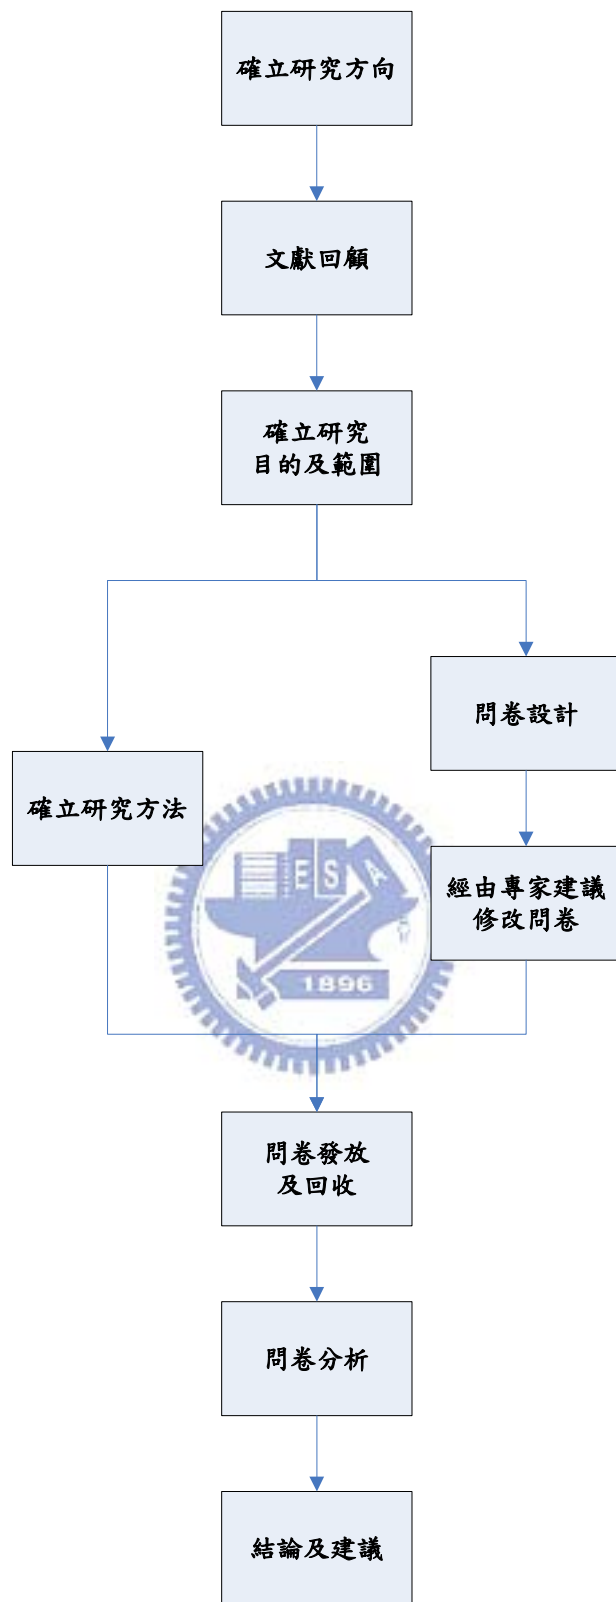 確立研究方向
文獻回顧
確立研究
目的及範圍
問卷設計
確立研究方法
經由專家建議
修改問卷
E S A
1896
問卷發放
及回收
問卷分析
結論及建議